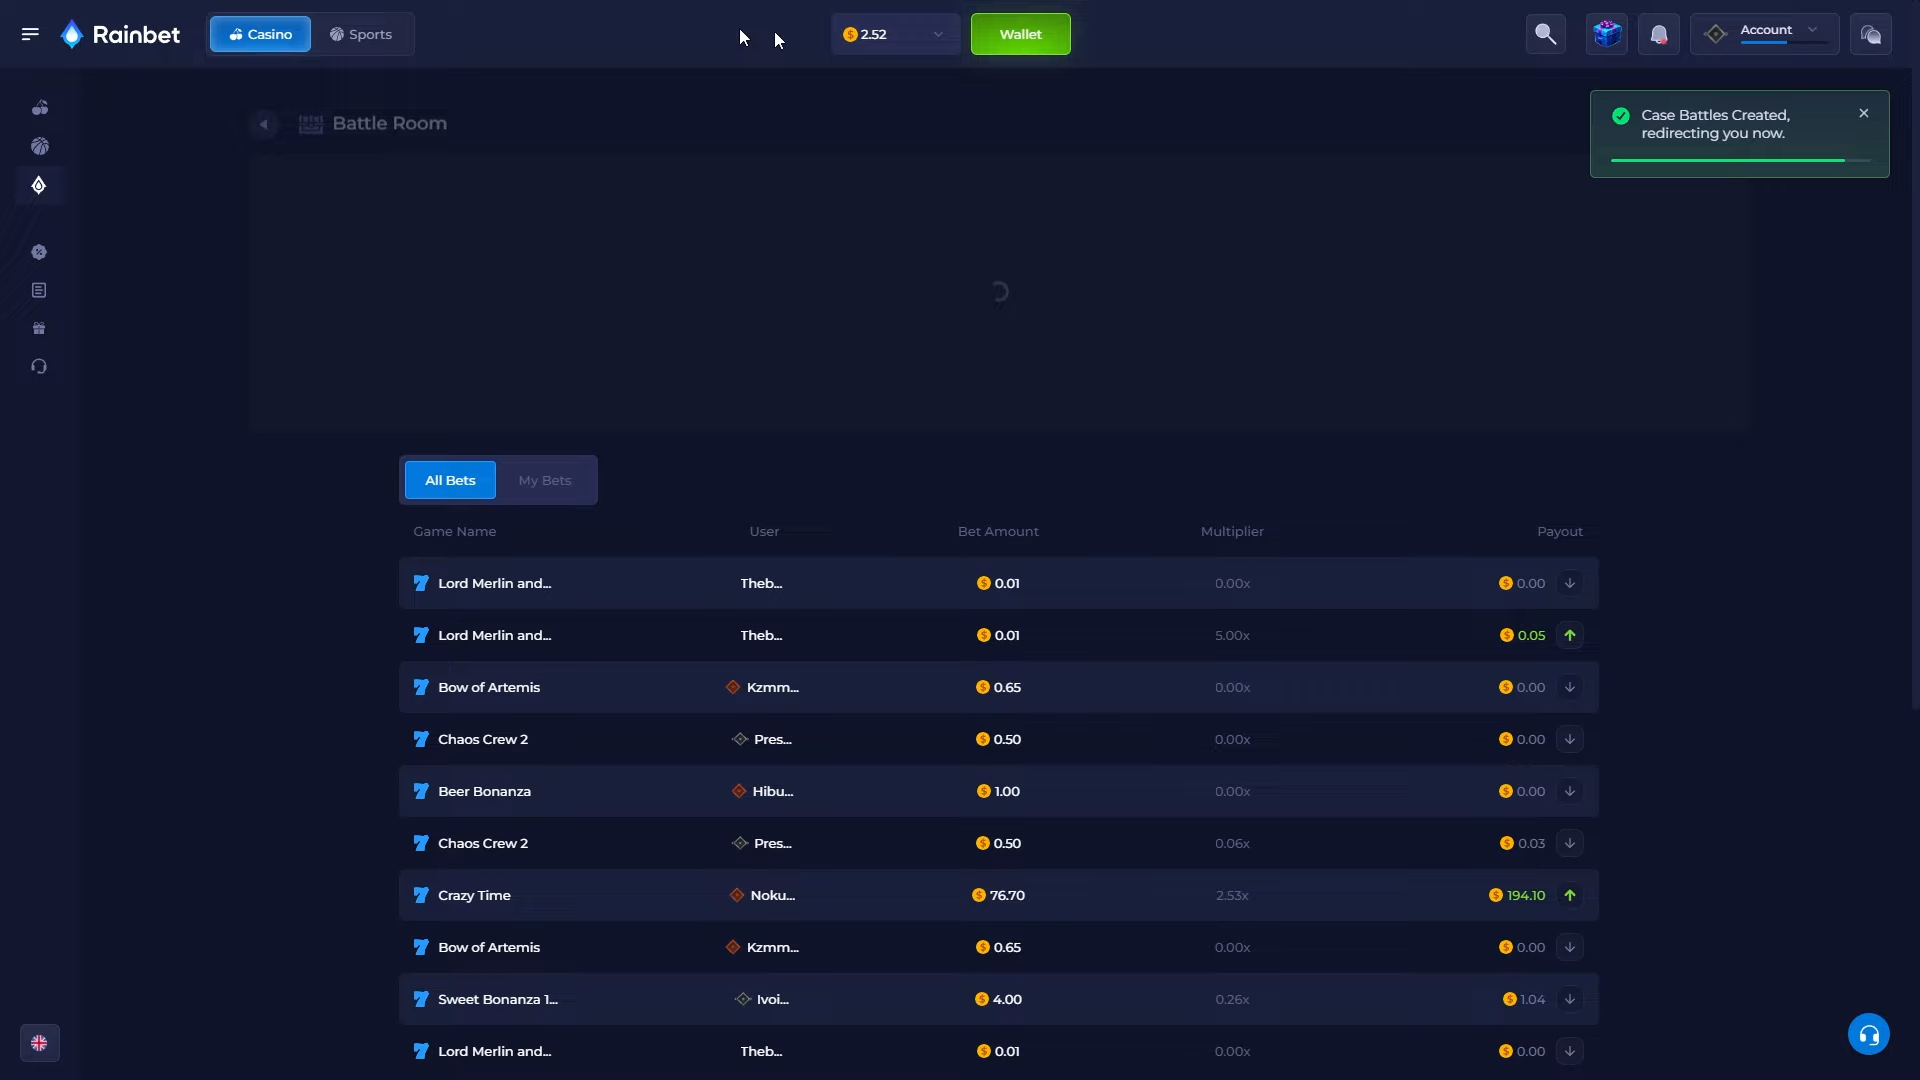 Rainbet
Casino
Sports
2.52
Wallet
Account
Battle Room
Case Battles Created,
redirecting you now.
All Bets
My Bets
Game Name User Bet Amount Multiplier Payout
Lord Merlin and... Theb... 0.01 0.00x 0.00
Lord Merlin and... Theb... 0.01 5.00x 0.05
Bow of Artemis Kzmm... 0.65 0.00x 0.00
Chaos Crew 2 Pres... 0.50 0.00x 0.00
Beer Bonanza Hibu... 1.00 0.00x 0.00
Chaos Crew 2 Pres... 0.50 0.06x 0.03
Crazy Time Noku... 76.70 2.53x 194.10
Bow of Artemis Kzmm... 0.65 0.00x 0.00
Sweet Bonanza 1... Ivoi... 4.00 0.26x 1.04
Lord Merlin and... Theb... 0.01 0.00x 0.00